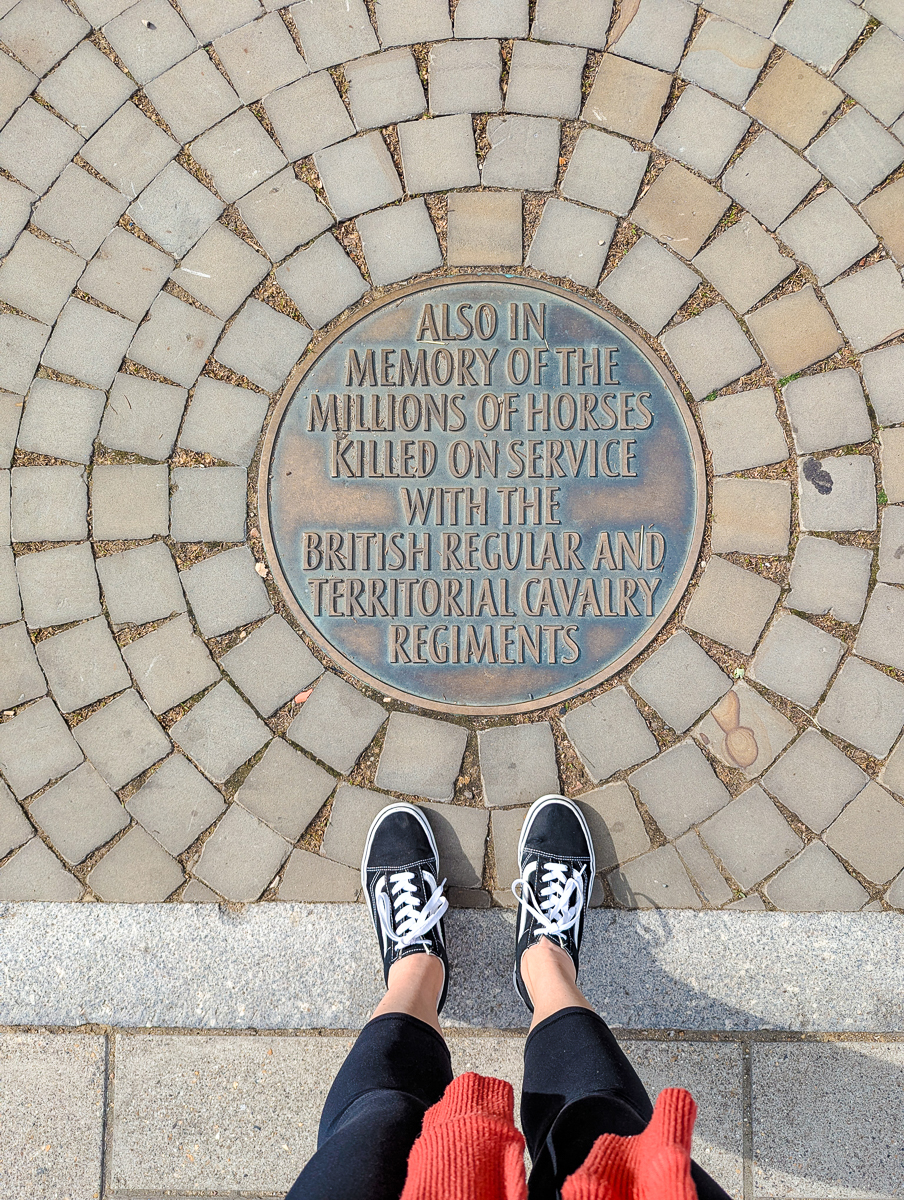 ALSO IN
MEMORY OF THE
MILLIONS OF HORSES
KILLED ON SERVICE
WITH THE
BRITISH REGULAR AND
TERRITORIAL CAVALRY
REGIMENTS